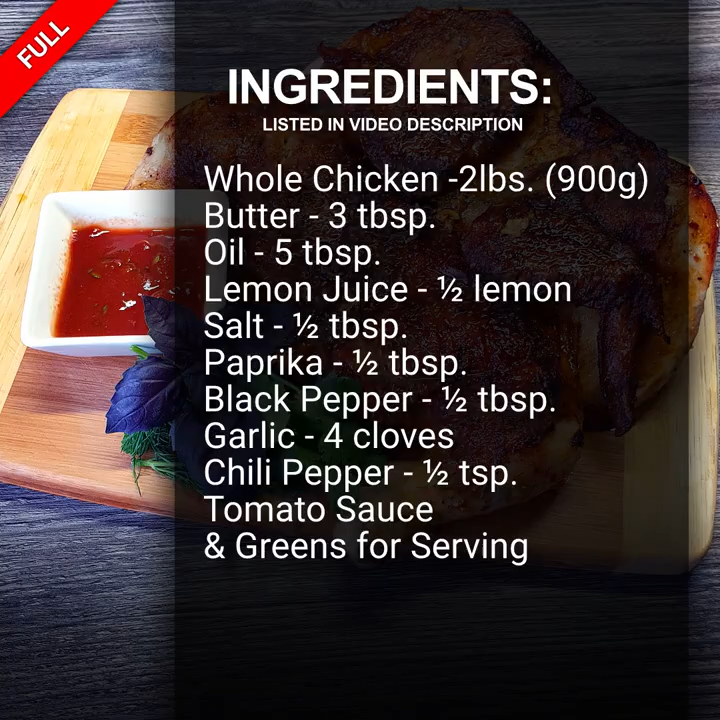 FULL
INGREDIENTS:
LISTED IN VIDEO DESCRIPTION
Whole Chicken -2lbs. (900g)
Butter - 3 tbsp.
Oil - 5 tbsp.
Lemon Juice - ½ lemon
Salt - ½ tbsp.
Paprika - ½ tbsp.
Black Pepper - ½ tbsp.
Garlic - 4 cloves
Chili Pepper - ½ tsp.
Tomato Sauce
& Greens for Serving